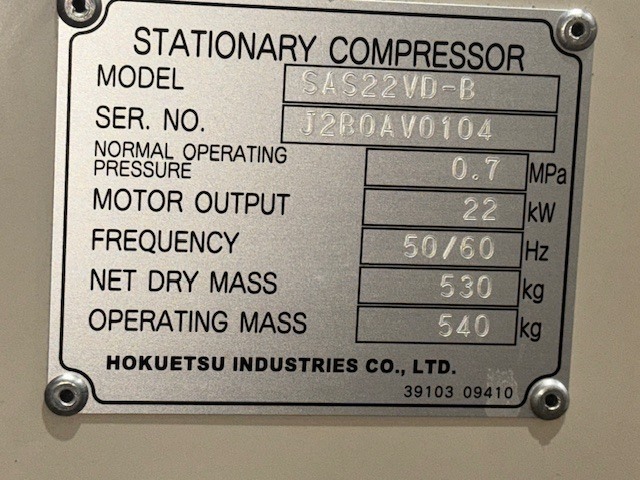 STATIONARY COMPRESSOR
MODEL SAS22VD-B
SER. NO. J2B0AV0104
NORMAL OPERATING
PRESSURE 0.7 MPa
MOTOR OUTPUT 22 kW
FREQUENCY 50/60 Hz
NET DRY MASS 530 kg
OPERATING MASS 540 kg
HOKUETSU INDUSTRIES CO., LTD.
39103 09410